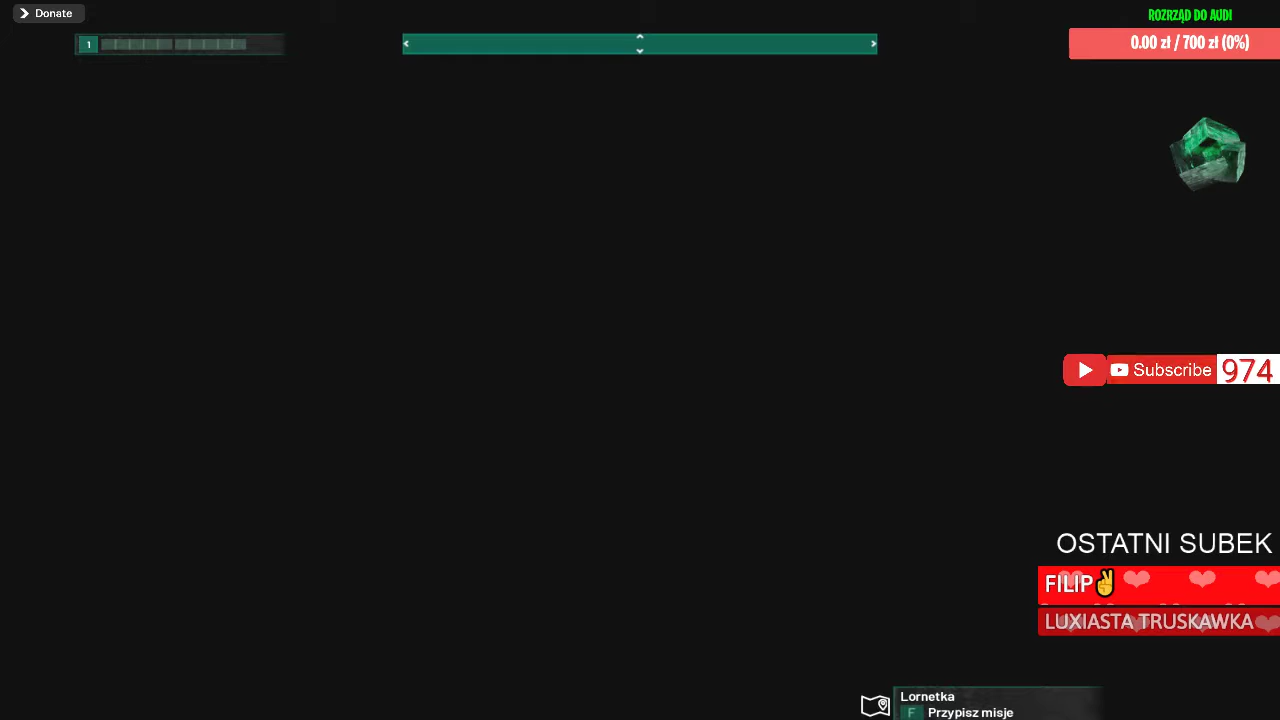 Donate
ROZRZĄD DO AUDI
1
0.00 zł / 700 zł (0%)
Subscribe 974
OSTATNI SUBEK
FILIP✌
LUXIASTA TRUSKAWKA
Lornetka
F Przypisz misje